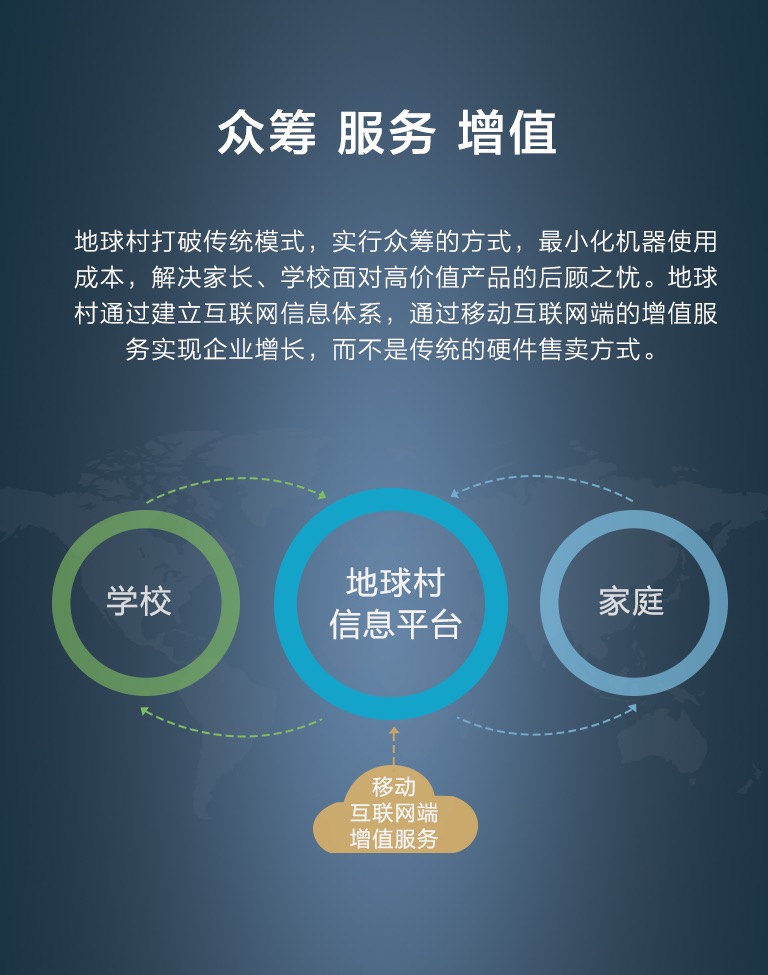 众筹 服务 增值
地球村打破传统模式，实行众筹的方式，最小化机器使用
成本，解决家长、学校面对高价值产品的后顾之忧。地球
村通过建立互联网信息体系，通过移动互联网端的增值服
务实现企业增长，而不是传统的硬件售卖方式。
学校
地球村
信息平台
家庭
移动
互联网端
增值服务